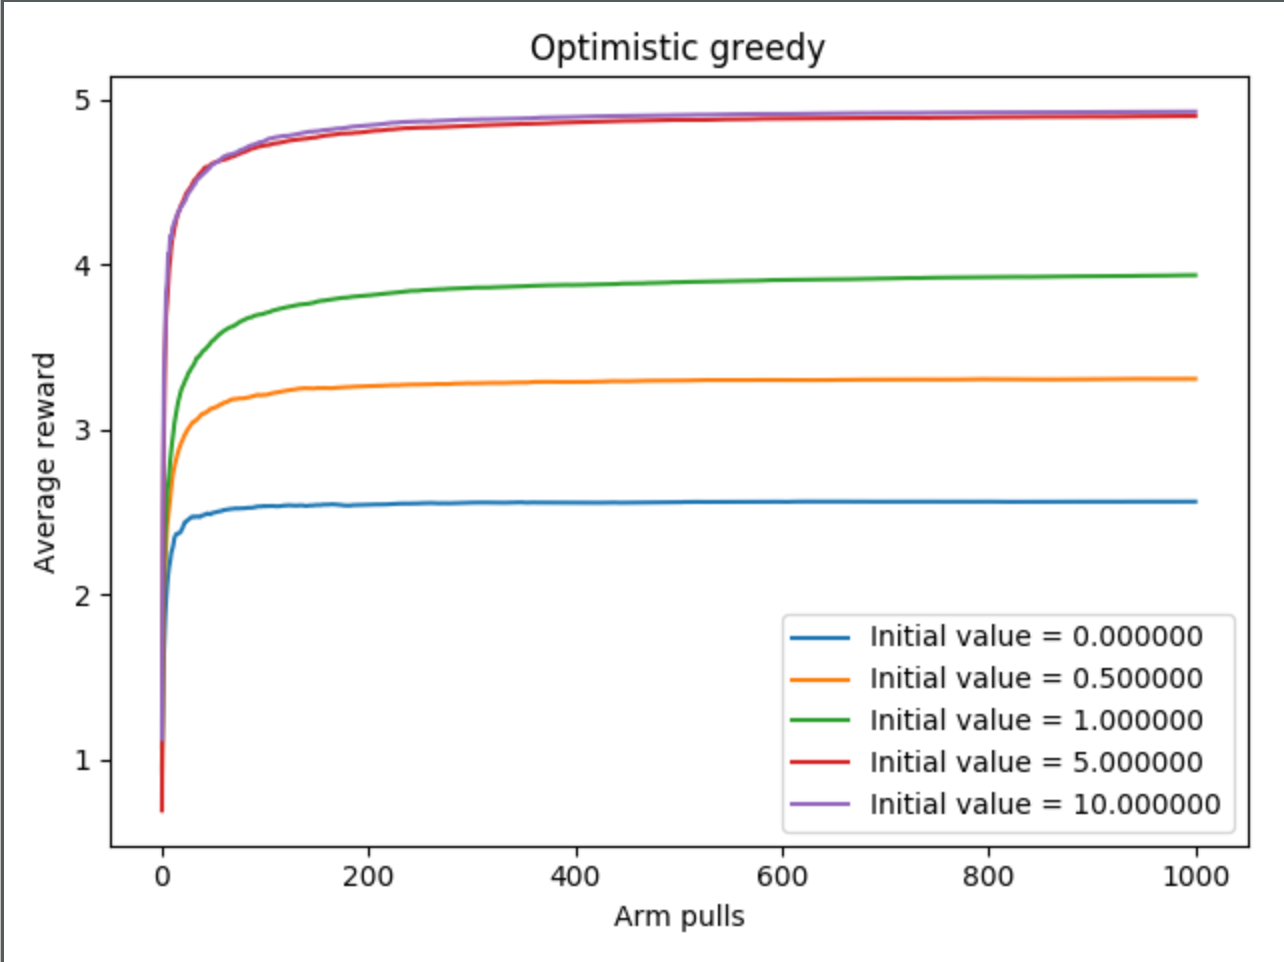 Optimistic greedy
5
4
3
2
1
Average reward
Initial value = 0.000000
Initial value = 0.500000
Initial value = 1.000000
Initial value = 5.000000
Initial value = 10.000000
0 200 400 600 800 1000
Arm pulls